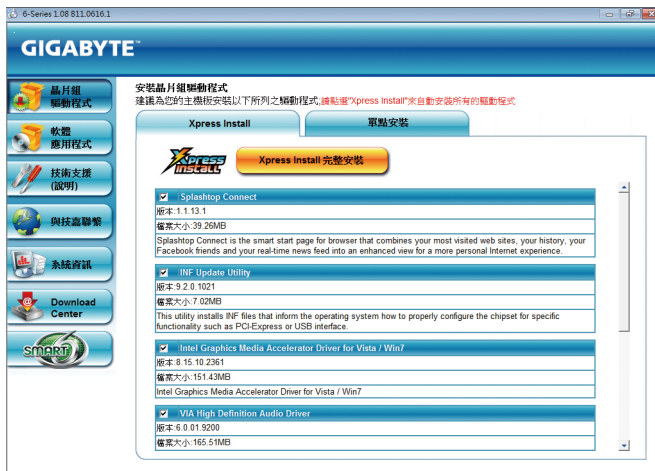 6-Series 1.08 B11.0616.1
GIGABYTE™
晶片組
驅動程式
軟體
應用程式
技術支援
(說明)
與技嘉聯繫
系統資訊
Download
Center
SMART
安裝晶片組驅動程式
建議為您的主機板安裝以下所列之驅動程式;請點選"Xpress Install"來自動安裝所有的驅動程式
Xpress Install
單點安裝
Xpress
Install
Xpress Install 完整安裝
Splashtop Connect
版本:1.1.13.1
檔案大小:39.26MB
Splashtop Connect is the smart start page for browser that combines your most visited web sites, your history, your
Facebook friends and your real-time news feed into an enhanced view for a more personal Internet experience.
INF Update Utility
版本:9.2.0.1021
檔案大小:7.02MB
This utility installs INF files that inform the operating system how to properly configure the chipset for specific
functionality such as PCI-Express or USB interface.
Intel Graphics Media Accelerator Driver for Vista / Win7
版本:8.15.10.2361
檔案大小:151.43MB
Intel Graphics Media Accelerator Driver for Vista / Win7
VIA High Definition Audio Driver
版本:6.0.01.9200
檔案大小:165.51MB